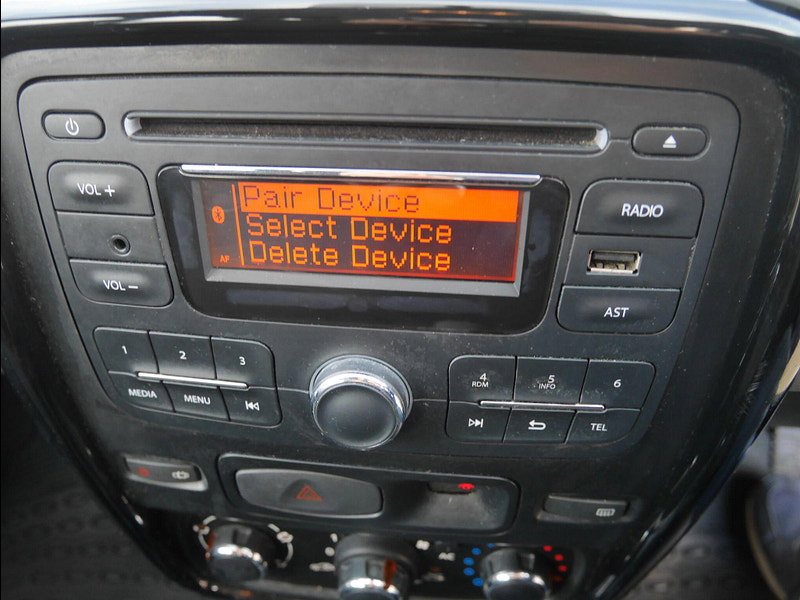 VOL +
VOL −
Pair Device
Select Device
Delete Device
AF
RADIO
AST
1
2
3
MEDIA
MENU
4
RDM
5
INFO
6
TEL
AC